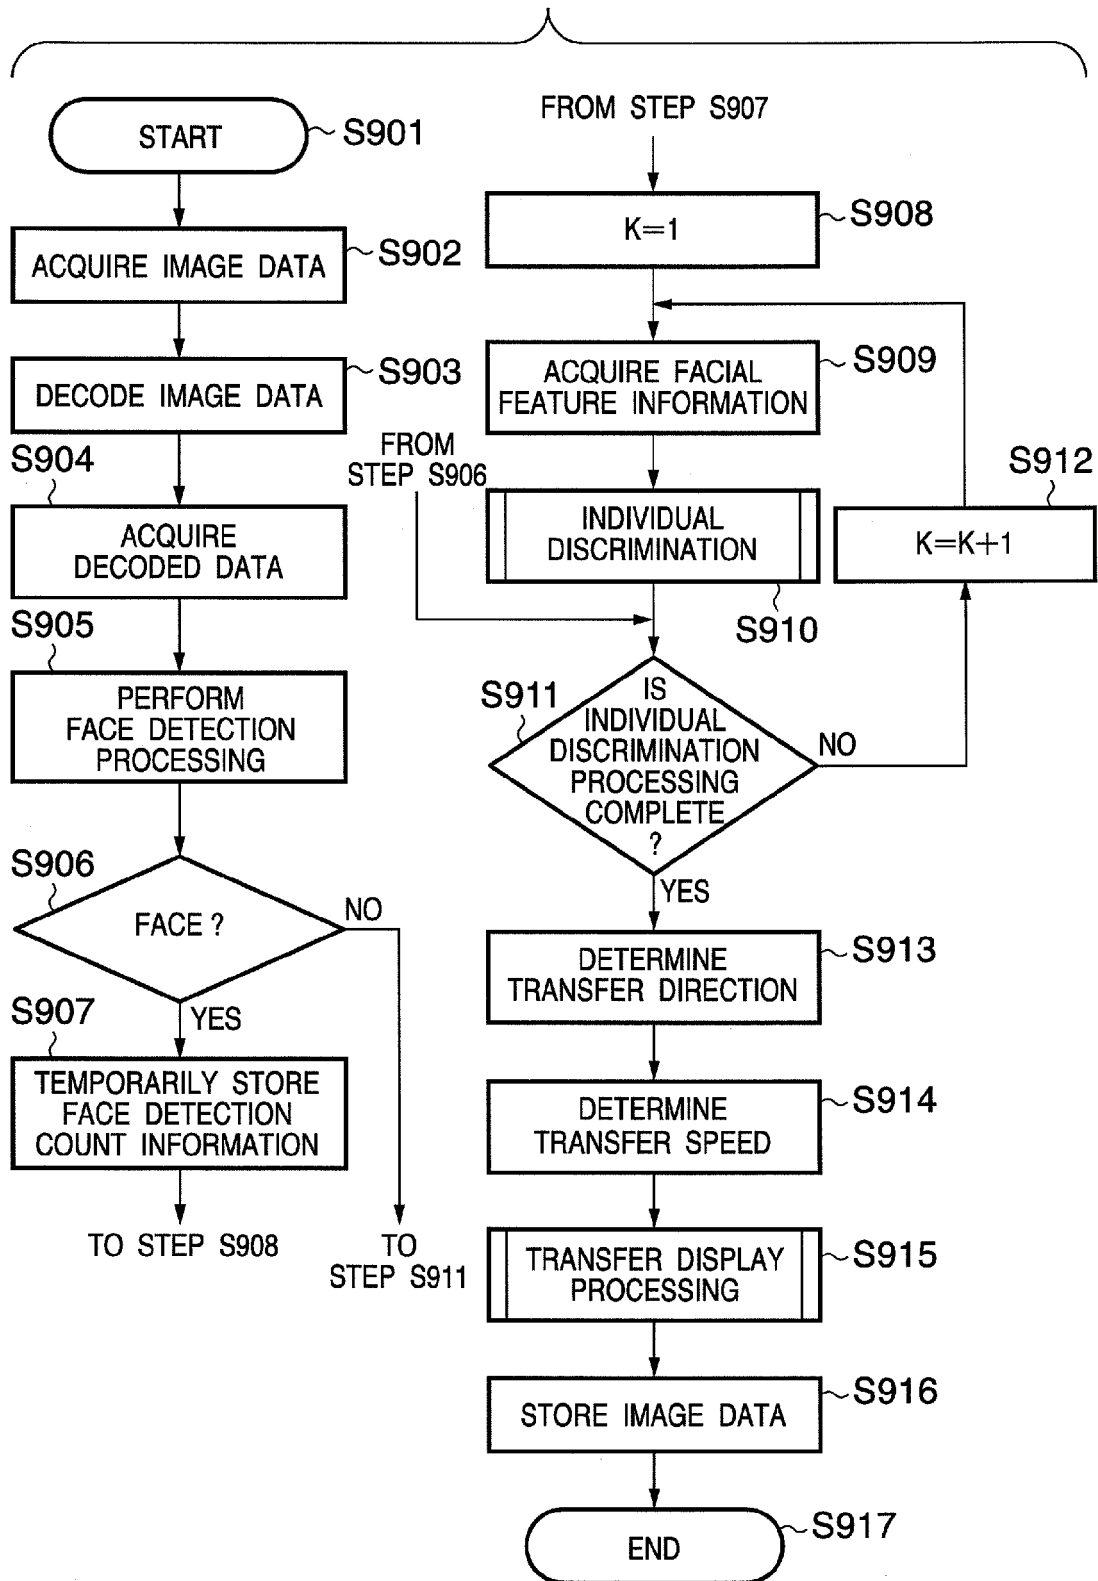 START
S901
ACQUIRE IMAGE DATA
S902
DECODE IMAGE DATA
S903
S904
ACQUIRE
DECODED DATA
S905
PERFORM
FACE DETECTION
PROCESSING
S906
FACE ?
NO
YES
S907
TEMPORARILY STORE
FACE DETECTION
COUNT INFORMATION
TO STEP S908
TO
STEP S911
FROM STEP S907
K=1
S908
ACQUIRE FACIAL
FEATURE INFORMATION
S909
FROM
STEP S906
INDIVIDUAL
DISCRIMINATION
S910
S912
K=K+1
S911
IS
INDIVIDUAL
DISCRIMINATION
PROCESSING
COMPLETE
?
NO
YES
DETERMINE
TRANSFER DIRECTION
S913
DETERMINE
TRANSFER SPEED
S914
TRANSFER DISPLAY
PROCESSING
S915
STORE IMAGE DATA
S916
END
S917